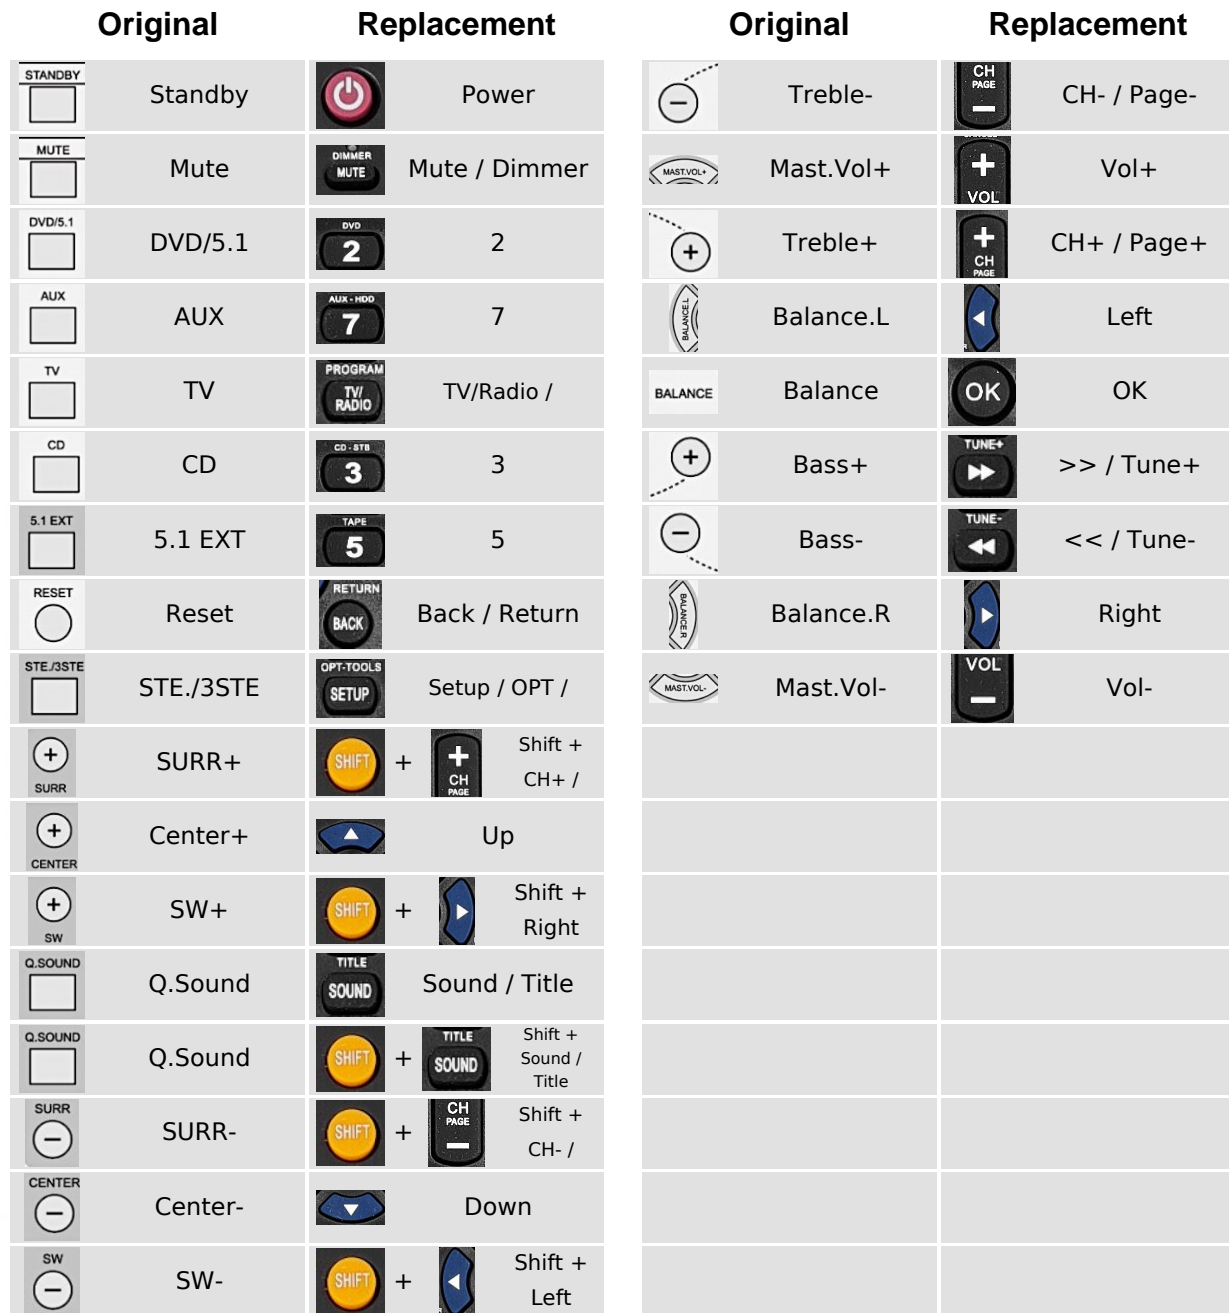 Original Replacement Original Replacement
STANDBY Standby Power Treble- CH PAGE CH- / Page-
MUTE Mute DIMMER MUTE Mute / Dimmer MAST.VOL+ Mast.Vol+ + VOL Vol+
DVD/5.1 DVD/5.1 DVD 2 2 Treble+ + CH PAGE CH+ / Page+
AUX AUX AUX - HDD 7 7 BALANCE.L Balance.L Left
TV TV PROGRAM TV/ RADIO TV/Radio / BALANCE Balance OK OK
CD CD CD - STB 3 3 Bass+ TUNE+ >> / Tune+
5.1 EXT 5.1 EXT TAPE 5 5 Bass- TUNE- << / Tune-
RESET Reset RETURN BACK Back / Return BALANCE.R Balance.R Right
STE./3STE STE./3STE OPT-TOOLS SETUP Setup / OPT / MAST.VOL- Mast.Vol- VOL Vol-
+ SURR SURR+ SHIFT + + CH PAGE Shift +
CH+ /
+ CENTER Center+ Up
+ SW SW+ SHIFT + Shift +
Right
Q.SOUND Q.Sound TITLE SOUND Sound / Title
Q.SOUND Q.Sound SHIFT + TITLE SOUND Shift +
Sound /
Title
SURR - SURR- SHIFT + CH PAGE - Shift +
CH- /
CENTER - Center- Down
SW - SW- SHIFT + Shift +
Left